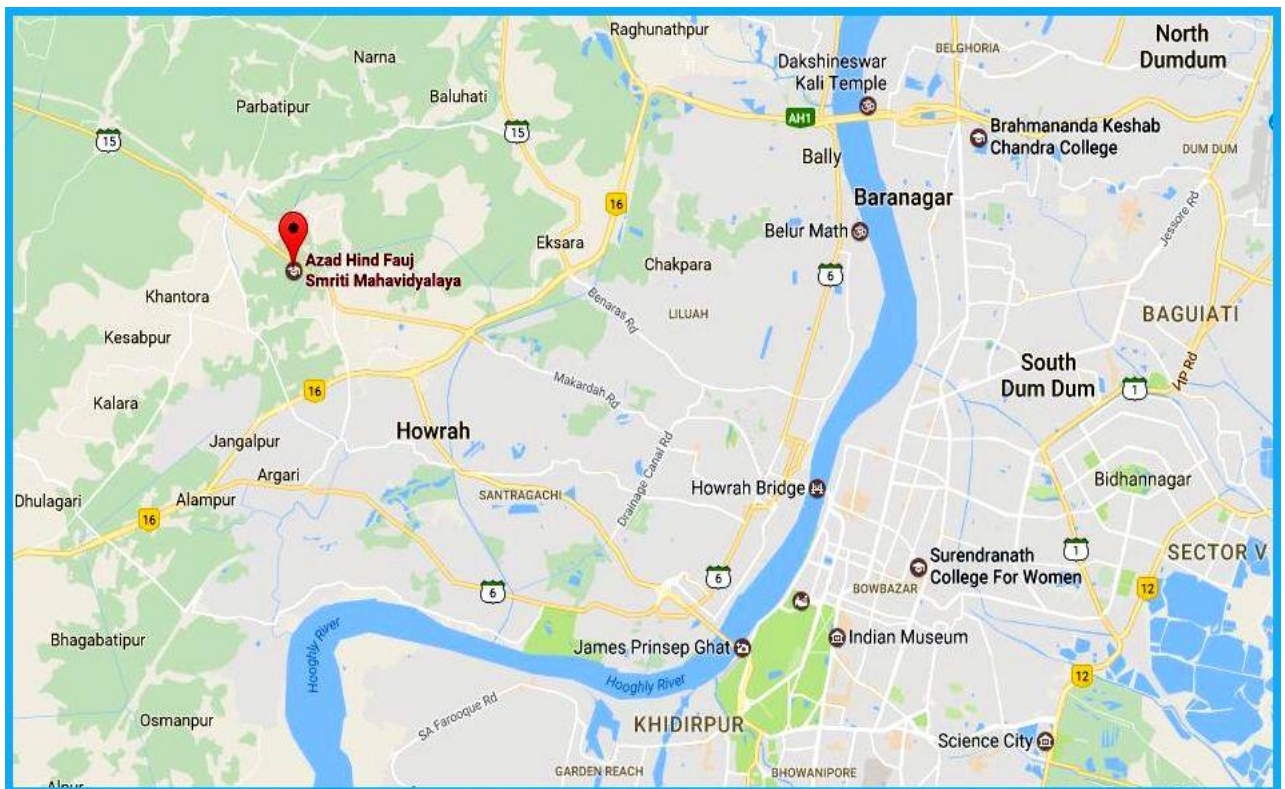 Raghunathpur
North
Dumdum
BELGHORIA
Narna
Dakshineswar
Kali Temple
Baluhati
Parbatipur
AH1
Brahmananda Keshab
Chandra College
15
15
Bally
DUM DUM
Baranagar
16
Jessore Rd
Belur Math
Eksara
Azad Hind Fauj
Smriti Mahavidyalaya
Chakpara
6
Khantora
Benaras Rd
LILUAH
BAGUIATI
Kesabpur
South
Dum Dum
VIP Rd
Makardah Rd
16
1
Kalara
Howrah
Jangalpur
Drainage Canal Rd
Argari
Bidhannagar
Dhulagari
Alampur
SANTRAGACHI
Howrah Bridge
16
1
SECTOR V
Surendranath
College For Women
6
6
BOWBAZAR
12
Bhagabatipur
Hooghly River
James Prinsep Ghat
Indian Museum
Hooghly River
12
Osmanpur
SA Farooque Rd
KHIDIRPUR
Science City
GARDEN REACH
BHOWANIPORE